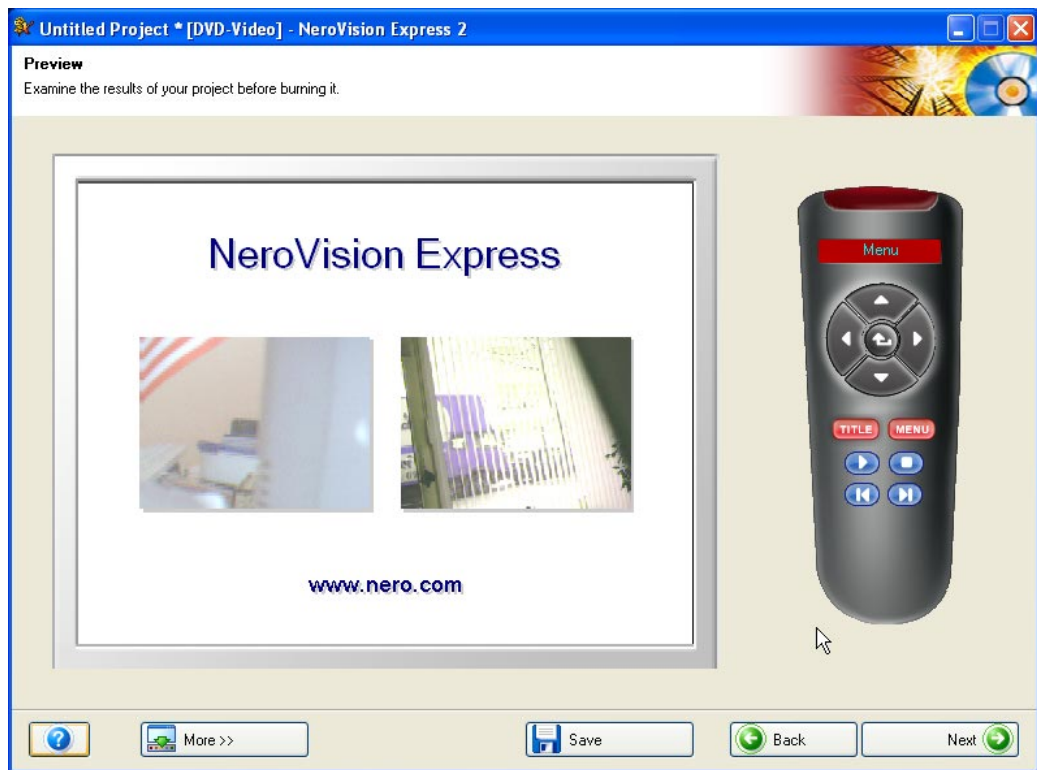 Untitled Project * [DVD-Video] - NeroVision Express 2
Preview
Examine the results of your project before burning it.
NeroVision Express
www.nero.com
Menu
TITLE MENU
More >>
Save
Back
Next